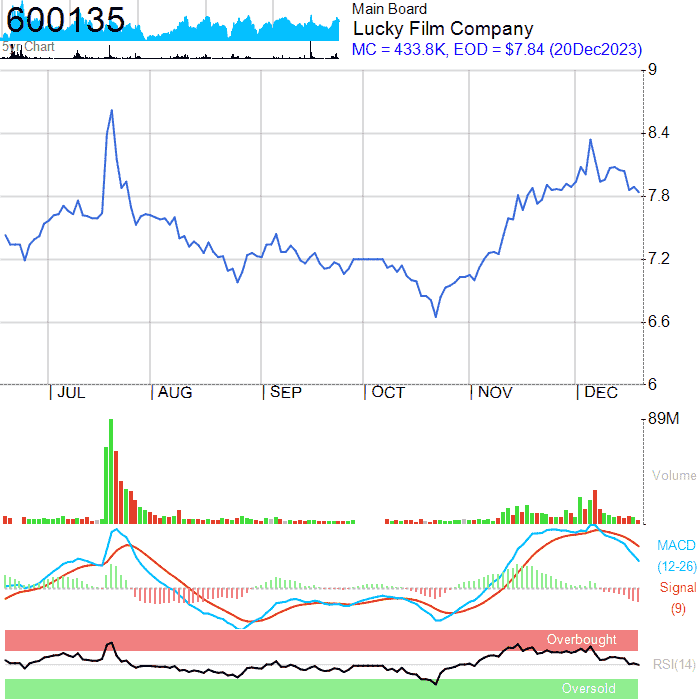 600135
5yr Chart
Main Board
Lucky Film Company
MC = 433.8K, EOD = $7.84 (20Dec2023)
9
8.4
7.8
7.2
6.6
6
JUL AUG SEP OCT NOV DEC
89M
Volume
MACD
(12-26)
Signal
(9)
Overbought
RSI(14)
Oversold